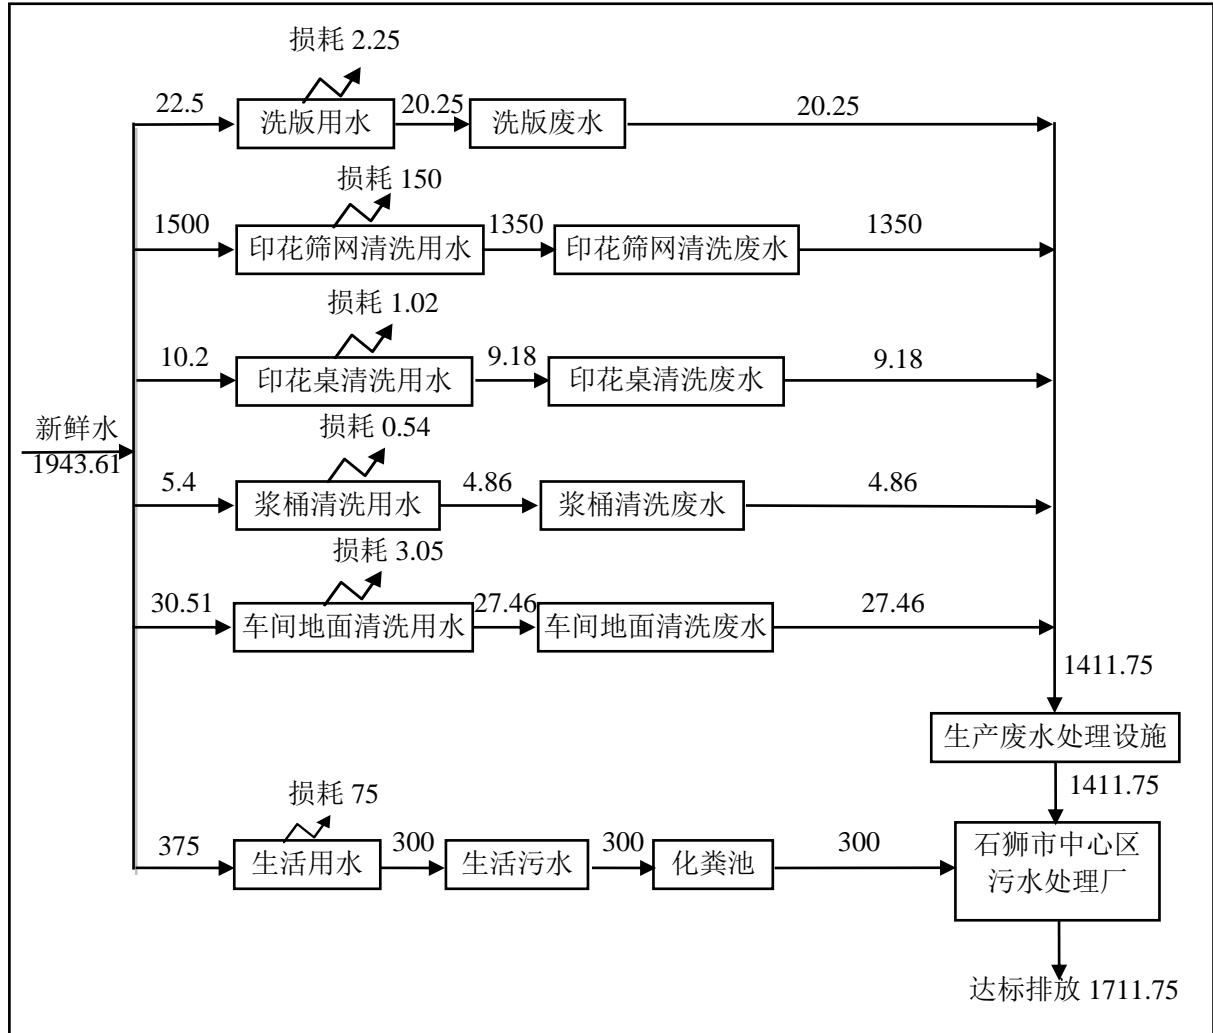 损耗 2.25
22.5
洗版用水
20.25
洗版废水
20.25
损耗 150
1500
印花筛网清洗用水
1350
印花筛网清洗废水
1350
损耗 1.02
10.2
印花桌清洗用水
9.18
印花桌清洗废水
9.18
新鲜水
1943.61
损耗 0.54
5.4
浆桶清洗用水
4.86
浆桶清洗废水
4.86
损耗 3.05
30.51
车间地面清洗用水
27.46
车间地面清洗废水
27.46
1411.75
生产废水处理设施
1411.75
损耗 75
375
生活用水
300
生活污水
300
化粪池
300
石狮市中心区
污水处理厂
达标排放 1711.75